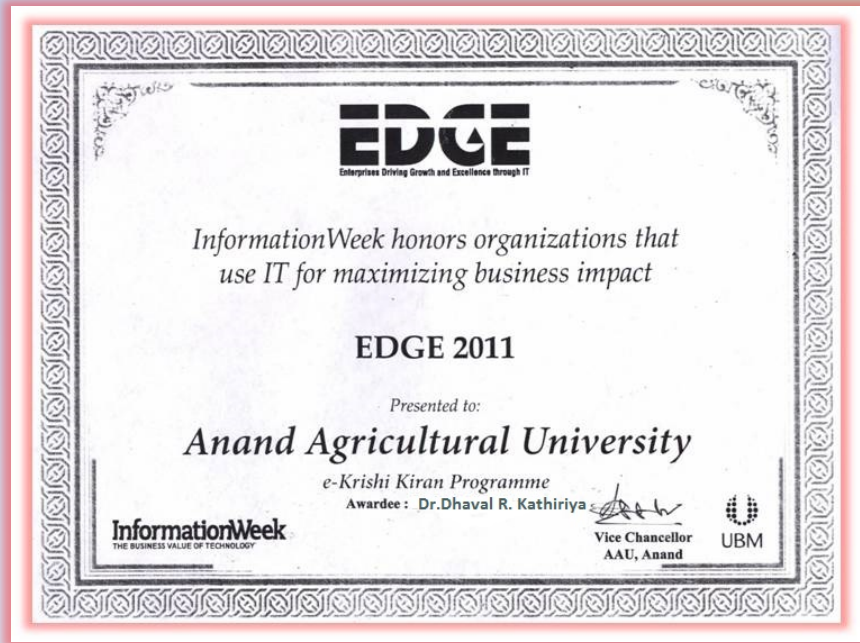 EDGE
Enterprises Driving Growth and Excellence through IT
InformationWeek honors organizations that
use IT for maximizing business impact
EDGE 2011
Presented to:
Anand Agricultural University
e-Krishi Kiran Programme
Awardee : Dr.Dhaval R. Kathiriya
InformationWeek
THE BUSINESS VALUE OF TECHNOLOGY
Vice Chancellor
AAU, Anand
UBM